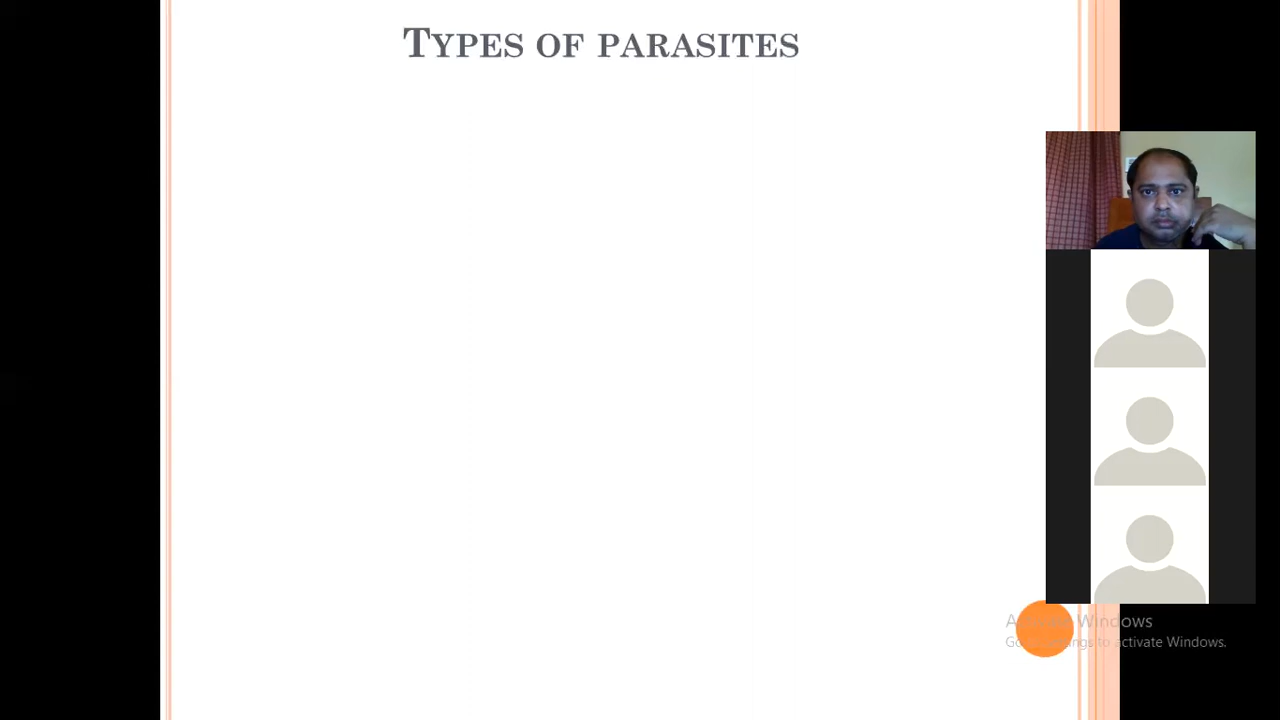 Types of parasites
Activate Windows
Go to Settings to activate Windows.